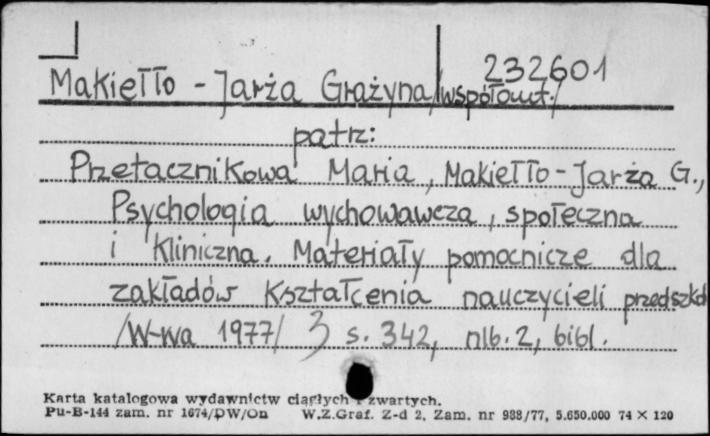 232601
Makiełło - Jarża Grażyna /współaut./
patrz:
Przetacznikowa Maria, Makiełło - Jarża G.,
Psychologia wychowawcza, społeczna
i kliniczna. Materiały pomocnicze dla
zakładów kształcenia nauczycieli przedszkol
/W-wa 1977/ 3 s. 342, nlb. 2, bibl.
Karta katalogowa wydawnictw ciągłych i zwartych.
Pu-B-144 zam. nr 1674/DW/On W.Z.Graf. Z-d 2, Zam. nr 988/77, 5.650.000 74 × 120